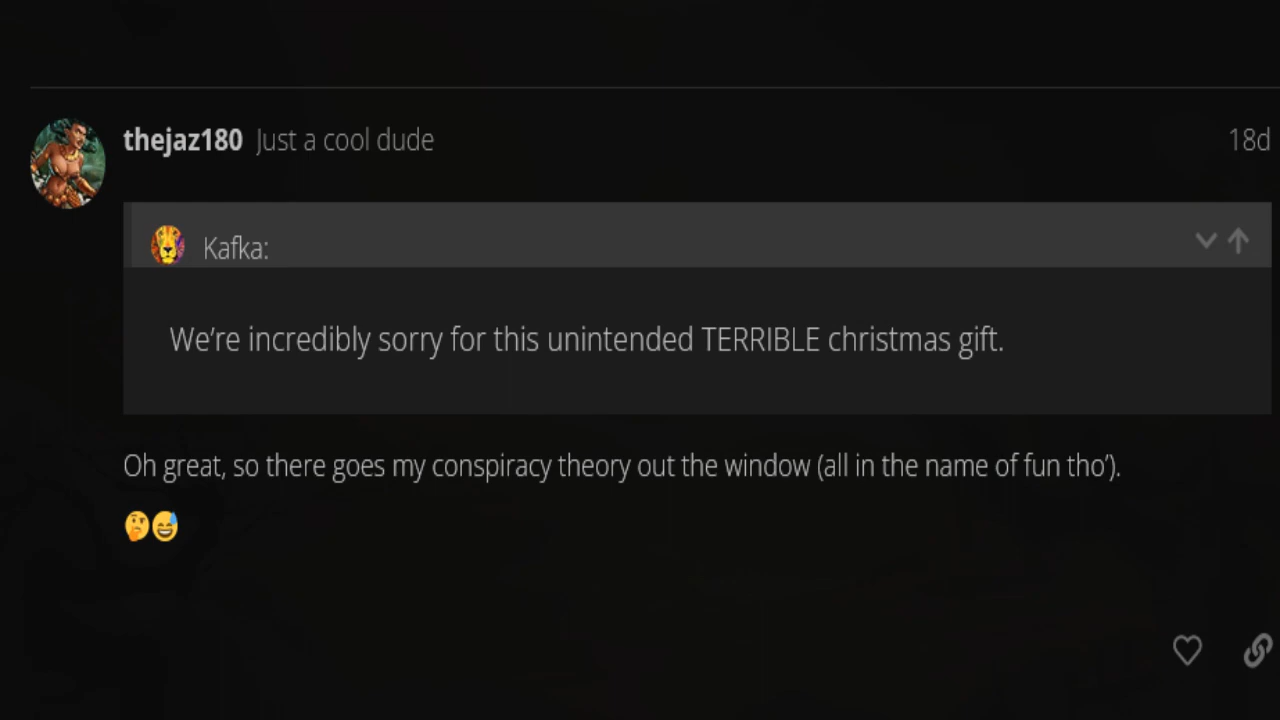 thejaz180 Just a cool dude 18d
Kafka:
We’re incredibly sorry for this unintended TERRIBLE christmas gift.
Oh great, so there goes my conspiracy theory out the window (all in the name of fun tho’).
🤔😅